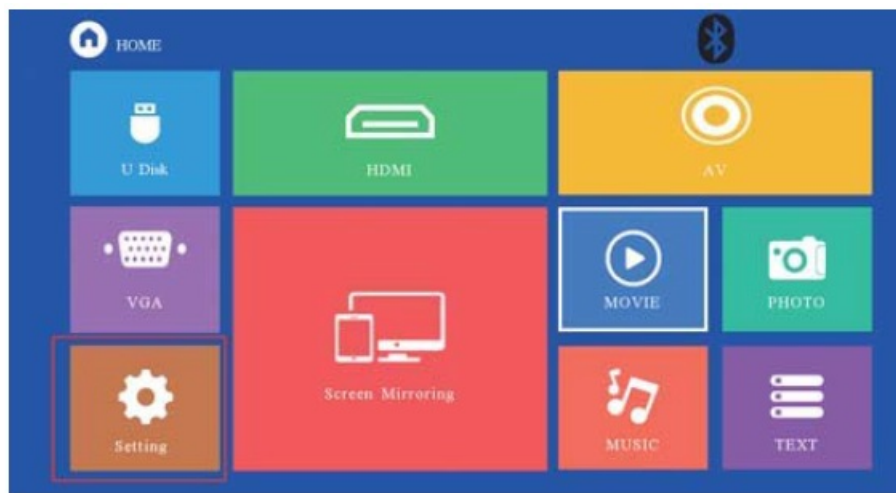 HOME
U Disk
HDMI
AV
VGA
MOVIE
PHOTO
Screen Mirroring
Setting
MUSIC
TEXT